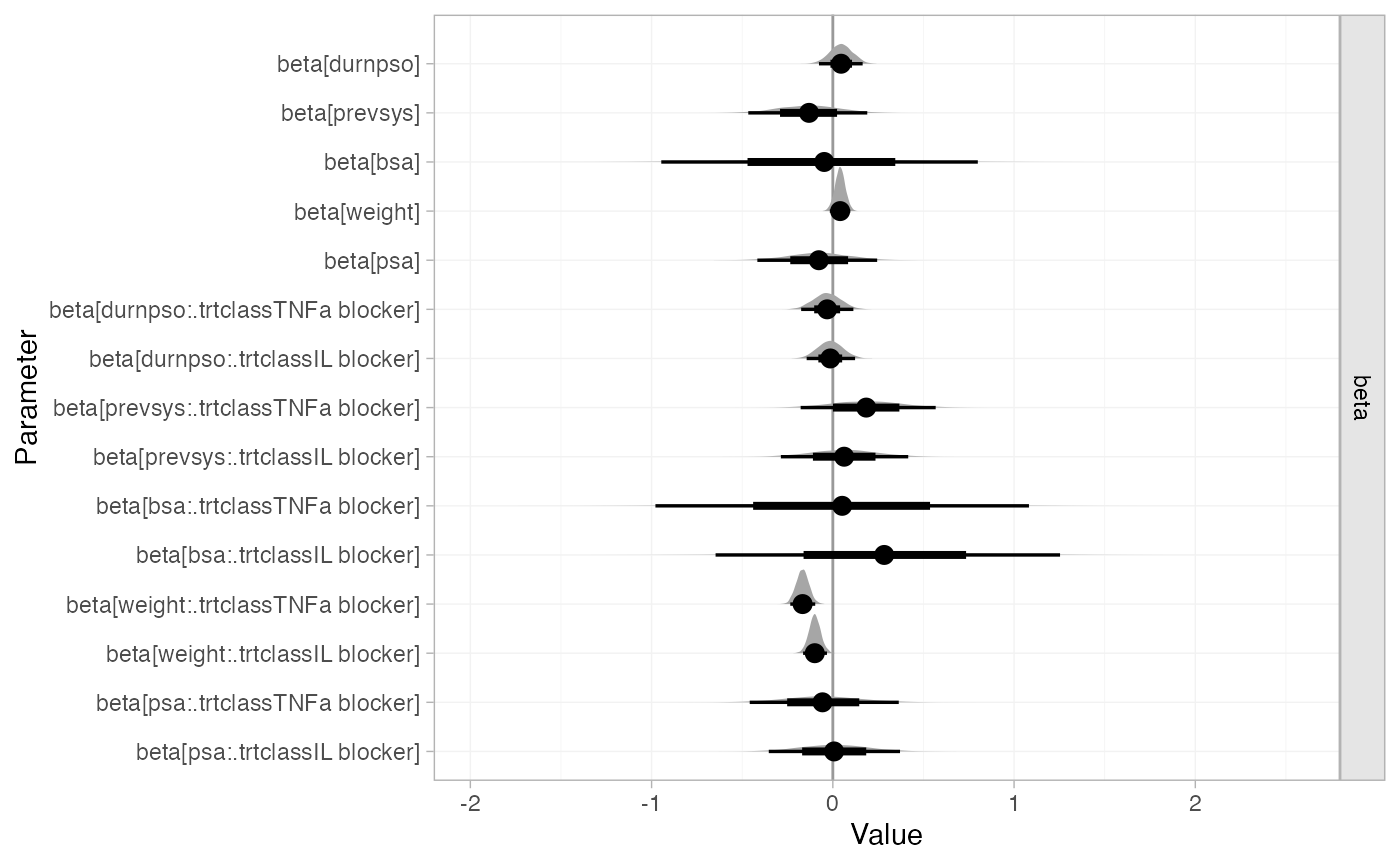 beta[durnpso]
beta[prevsys]
beta[bsa]
beta[weight]
beta[psa]
beta[durnpso:.trtclassTNFa blocker]
beta[durnpso:.trtclassIL blocker]
beta[prevsys:.trtclassTNFa blocker]
beta[prevsys:.trtclassIL blocker]
beta[bsa:.trtclassTNFa blocker]
beta[bsa:.trtclassIL blocker]
beta[weight:.trtclassTNFa blocker]
beta[weight:.trtclassIL blocker]
beta[psa:.trtclassTNFa blocker]
beta[psa:.trtclassIL blocker]
Parameter
beta
-2 -1 0 1 2
Value